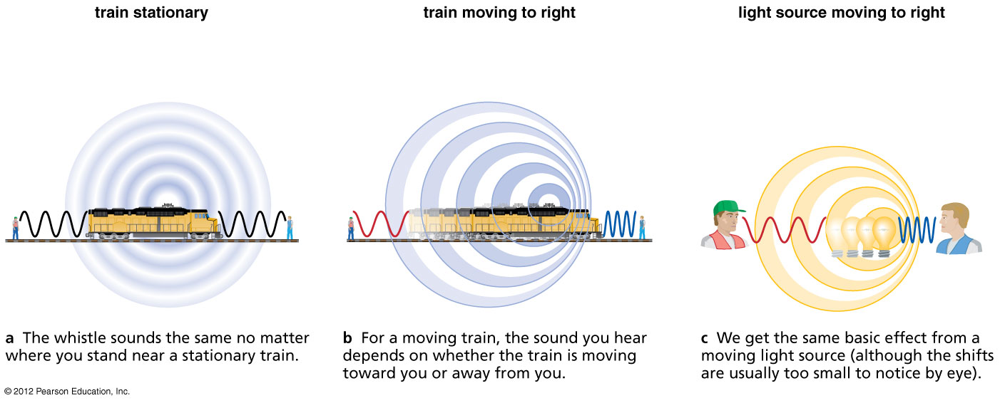 train stationary
train moving to right
light source moving to right
a The whistle sounds the same no matter
where you stand near a stationary train.
b For a moving train, the sound you hear
depends on whether the train is moving
toward you or away from you.
c We get the same basic effect from a
moving light source (although the shifts
are usually too small to notice by eye).
© 2012 Pearson Education, Inc.